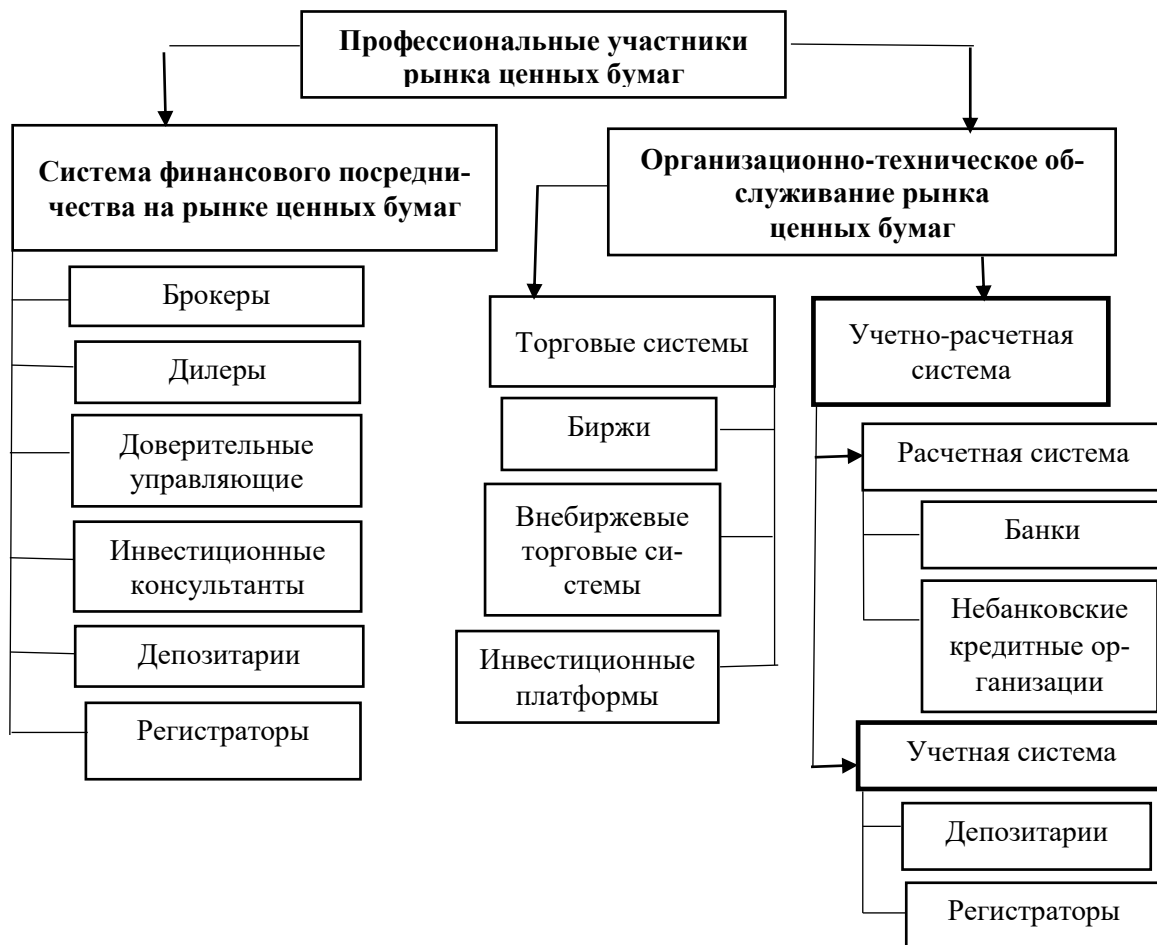 Профессиональные участники
рынка ценных бумаг
Система финансового посредни-
чества на рынке ценных бумаг
Брокеры
Дилеры
Доверительные
управляющие
Инвестиционные
консультанты
Депозитарии
Регистраторы
Организационно-техническое об-
служивание рынка
ценных бумаг
Торговые системы
Биржи
Внебиржевые
торговые си-
стемы
Инвестиционные
платформы
Учетно-расчетная
система
Расчетная система
Банки
Небанковские
кредитные ор-
ганизации
Учетная система
Депозитарии
Регистраторы